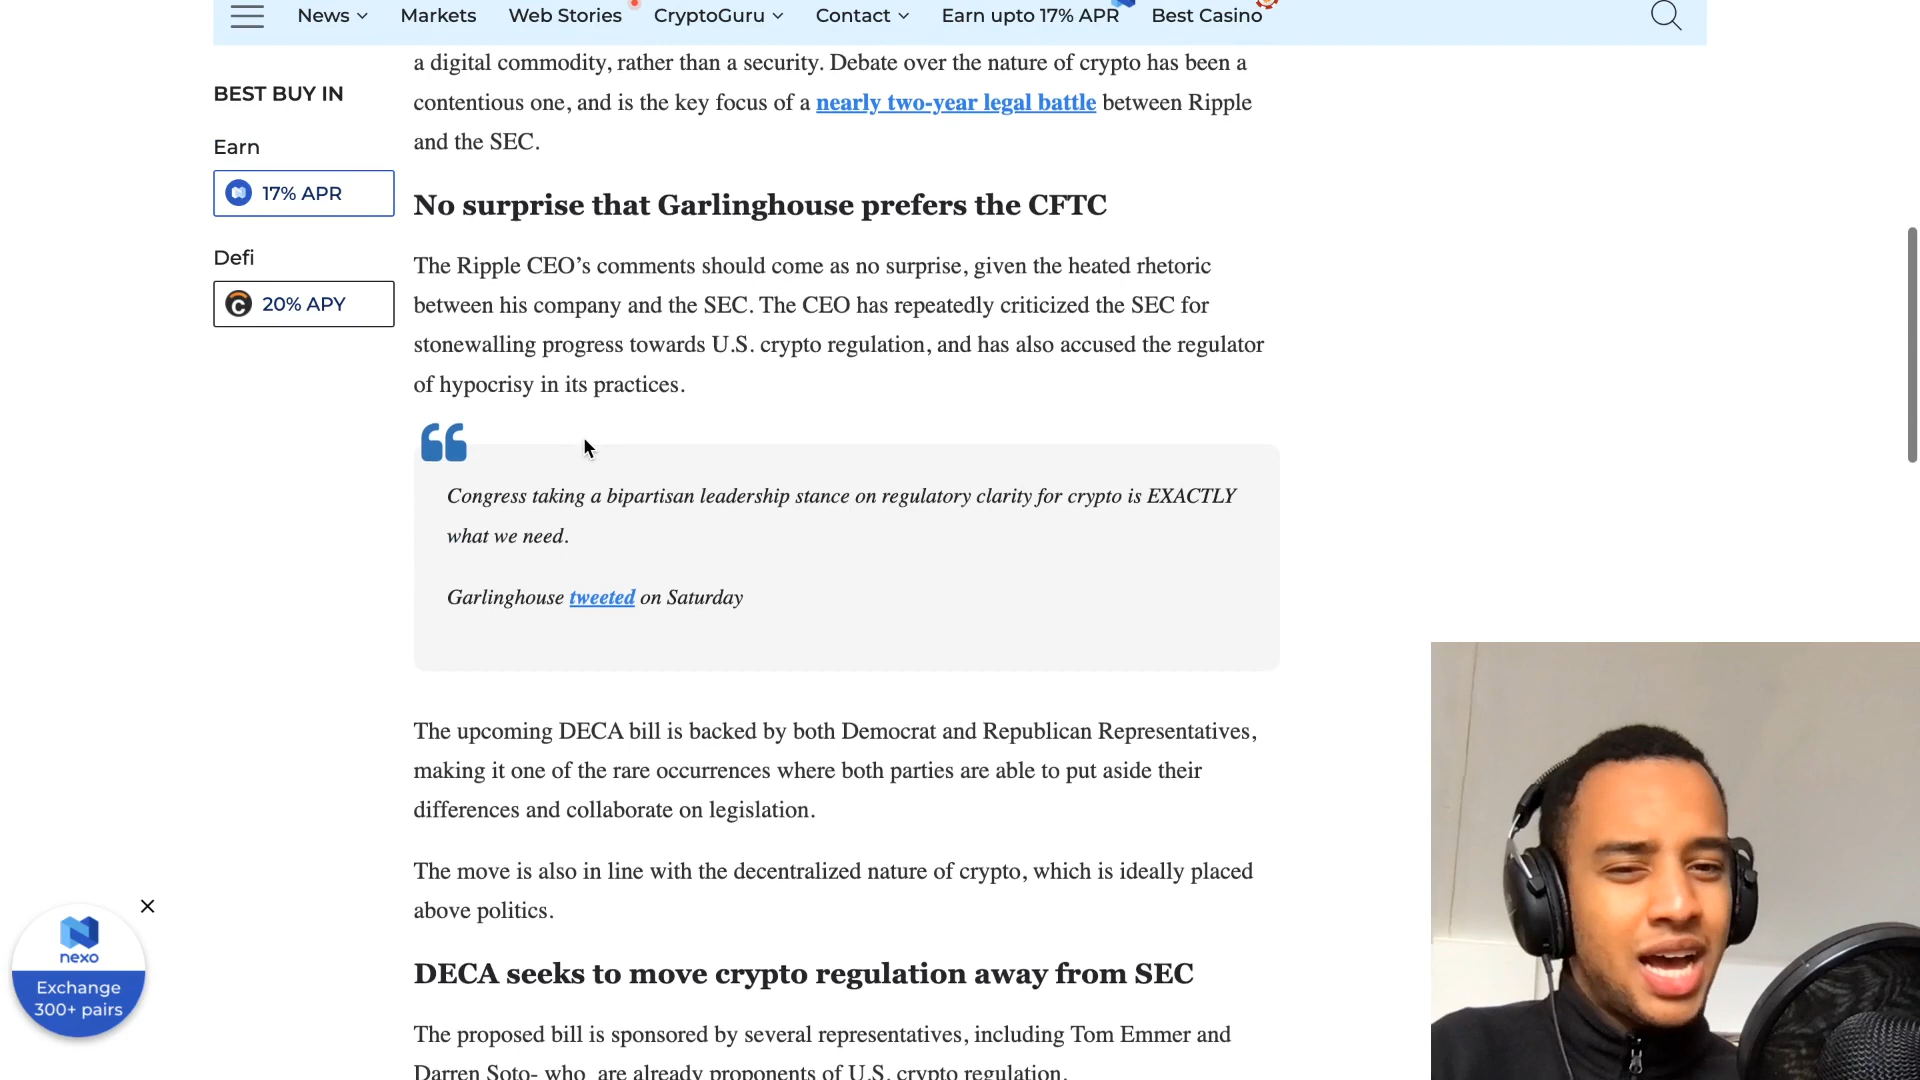 News
Markets
Web Stories
CryptoGuru
Contact
Earn upto 17% APR
Best Casino
BEST BUY IN
Earn
17% APR
Defi
20% APY
a digital commodity, rather than a security. Debate over the nature of crypto has been a
contentious one, and is the key focus of a nearly two-year legal battle between Ripple
and the SEC.
No surprise that Garlinghouse prefers the CFTC
The Ripple CEO’s comments should come as no surprise, given the heated rhetoric
between his company and the SEC. The CEO has repeatedly criticized the SEC for
stonewalling progress towards U.S. crypto regulation, and has also accused the regulator
of hypocrisy in its practices.
Congress taking a bipartisan leadership stance on regulatory clarity for crypto is EXACTLY
what we need.
Garlinghouse tweeted on Saturday
The upcoming DECA bill is backed by both Democrat and Republican Representatives,
making it one of the rare occurrences where both parties are able to put aside their
differences and collaborate on legislation.
The move is also in line with the decentralized nature of crypto, which is ideally placed
above politics.
DECA seeks to move crypto regulation away from SEC
The proposed bill is sponsored by several representatives, including Tom Emmer and
Darren Soto- who are already proponents of U.S. crypto regulation.
nexo
Exchange
300+ pairs